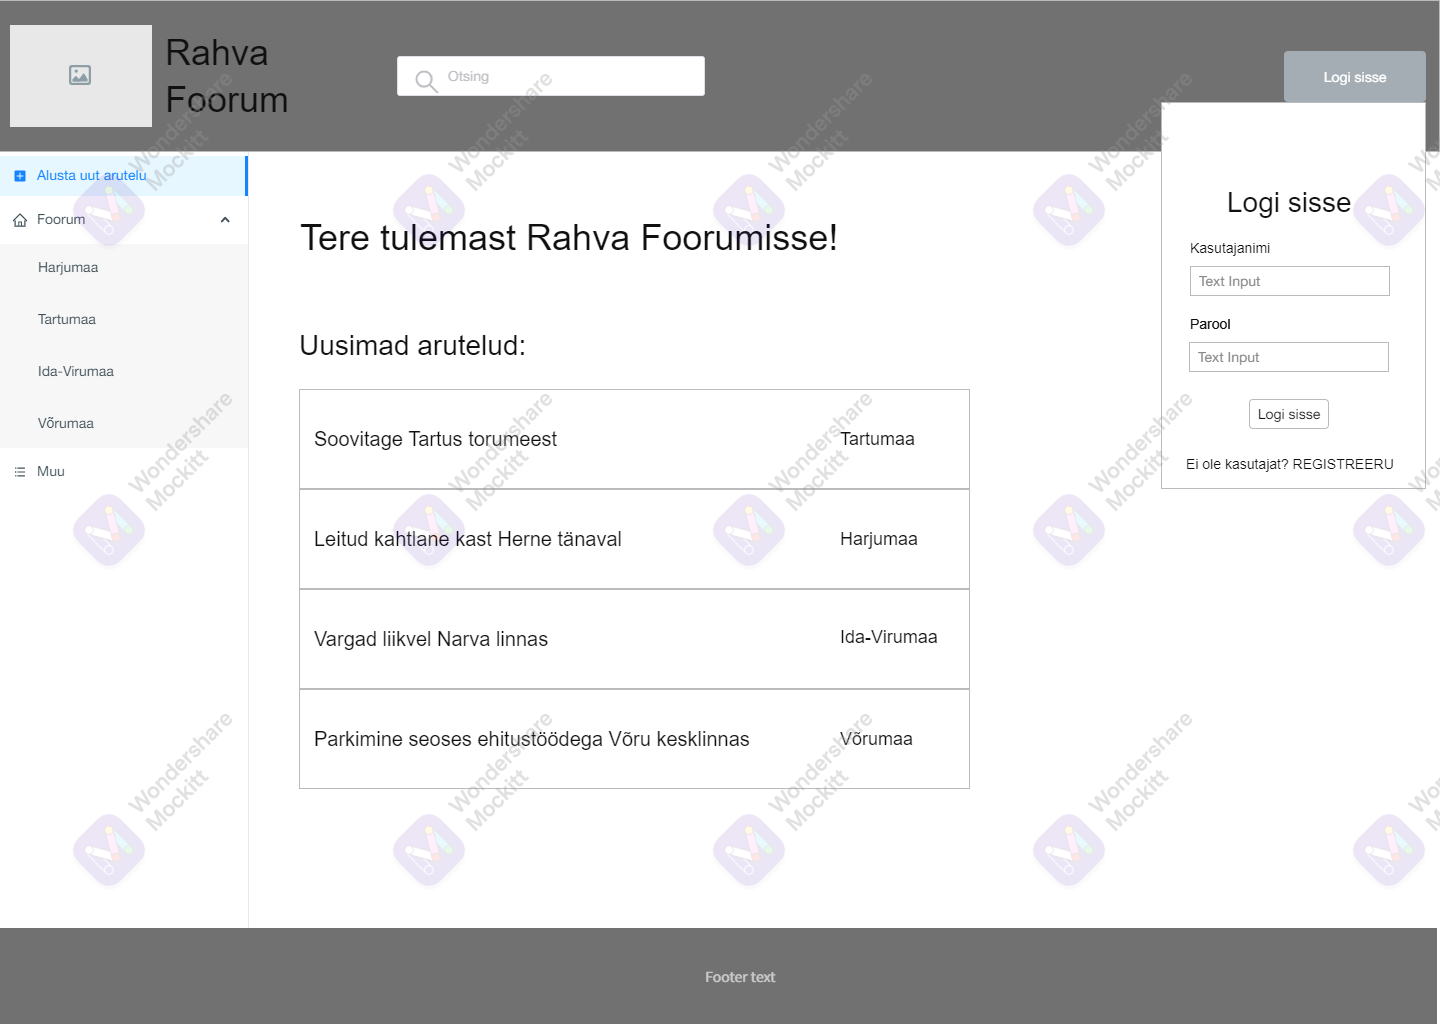 Rahva
Foorum
Otsing
Logi sisse
Alusta uut arutelu
Foorum
Harjumaa
Tartumaa
Ida-Virumaa
Võrumaa
Muu
Tere tulemast Rahva Foorumisse!
Uusimad arutelud:
Soovitage Tartus torumeest Tartumaa
Leitud kahtlane kast Herne tänaval Harjumaa
Vargad liikvel Narva linnas Ida-Virumaa
Parkimine seoses ehitustöödega Võru kesklinnas Võrumaa
Logi sisse
Kasutajanimi
Text Input
Parool
Text Input
Logi sisse
Ei ole kasutajat? REGISTREERU
Footer text
Wondershare
Mockitt